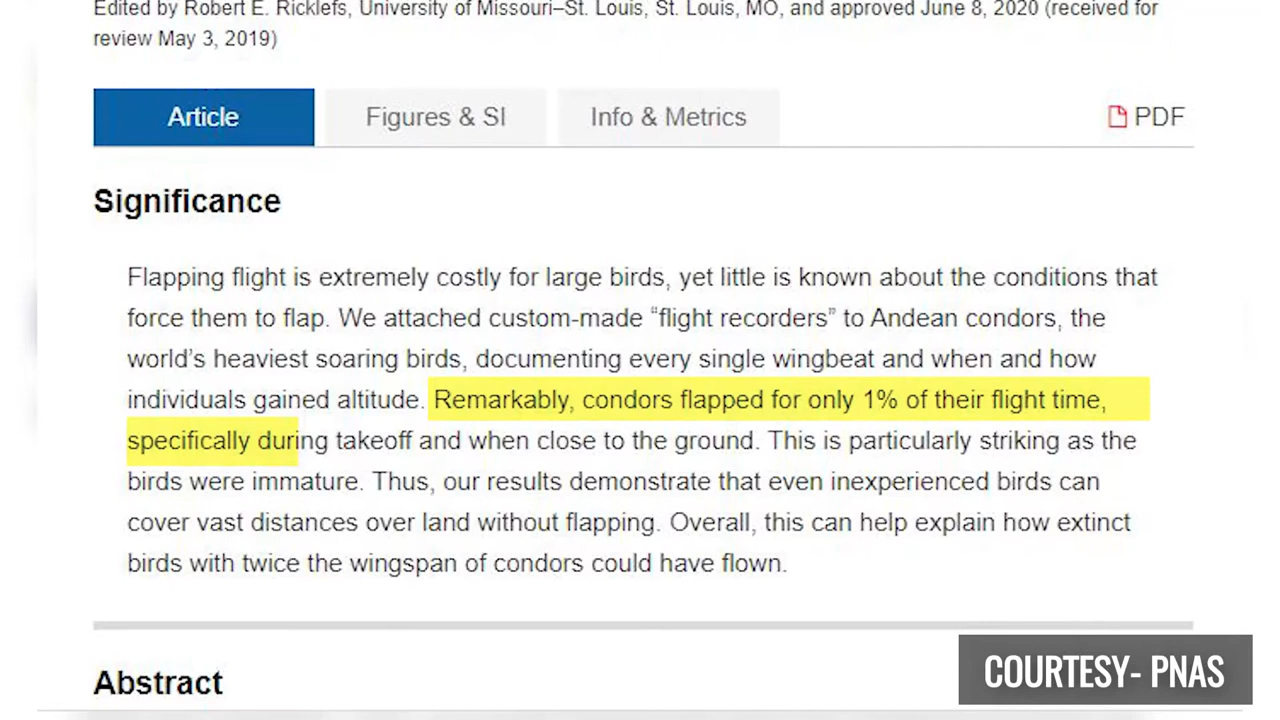 Edited by Robert E. Ricklefs, University of Missouri–St. Louis, St. Louis, MO, and approved June 8, 2020 (received for
review May 3, 2019)
Article
Figures & SI
Info & Metrics
PDF
Significance
Flapping flight is extremely costly for large birds, yet little is known about the conditions that
force them to flap. We attached custom-made “flight recorders” to Andean condors, the
world’s heaviest soaring birds, documenting every single wingbeat and when and how
individuals gained altitude. Remarkably, condors flapped for only 1% of their flight time,
specifically during takeoff and when close to the ground. This is particularly striking as the
birds were immature. Thus, our results demonstrate that even inexperienced birds can
cover vast distances over land without flapping. Overall, this can help explain how extinct
birds with twice the wingspan of condors could have flown.
Abstract
COURTESY- PNAS